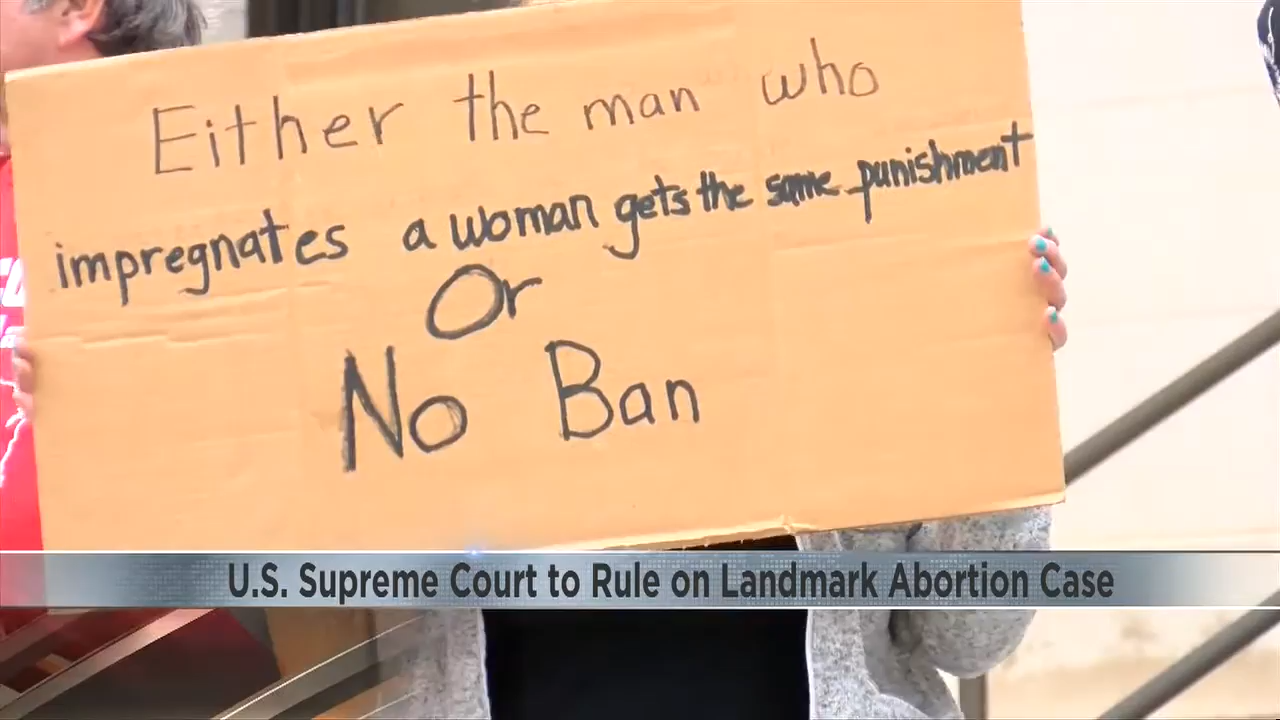 Either the man who
impregnates a woman gets the same punishment
Or
No Ban
U.S. Supreme Court to Rule on Landmark Abortion Case